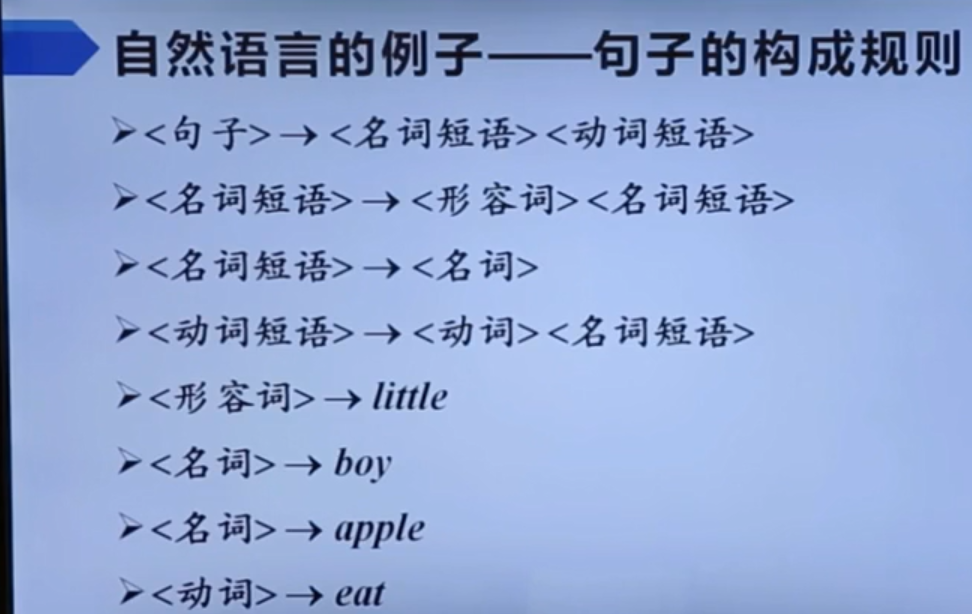 自然语言的例子——句子的构成规则
➢<句子>→<名词短语><动词短语>
➢<名词短语>→<形容词><名词短语>
➢<名词短语>→<名词>
➢<动词短语>→<动词><名词短语>
➢<形容词>→little
➢<名词>→boy
➢<名词>→apple
➢<动词>→eat